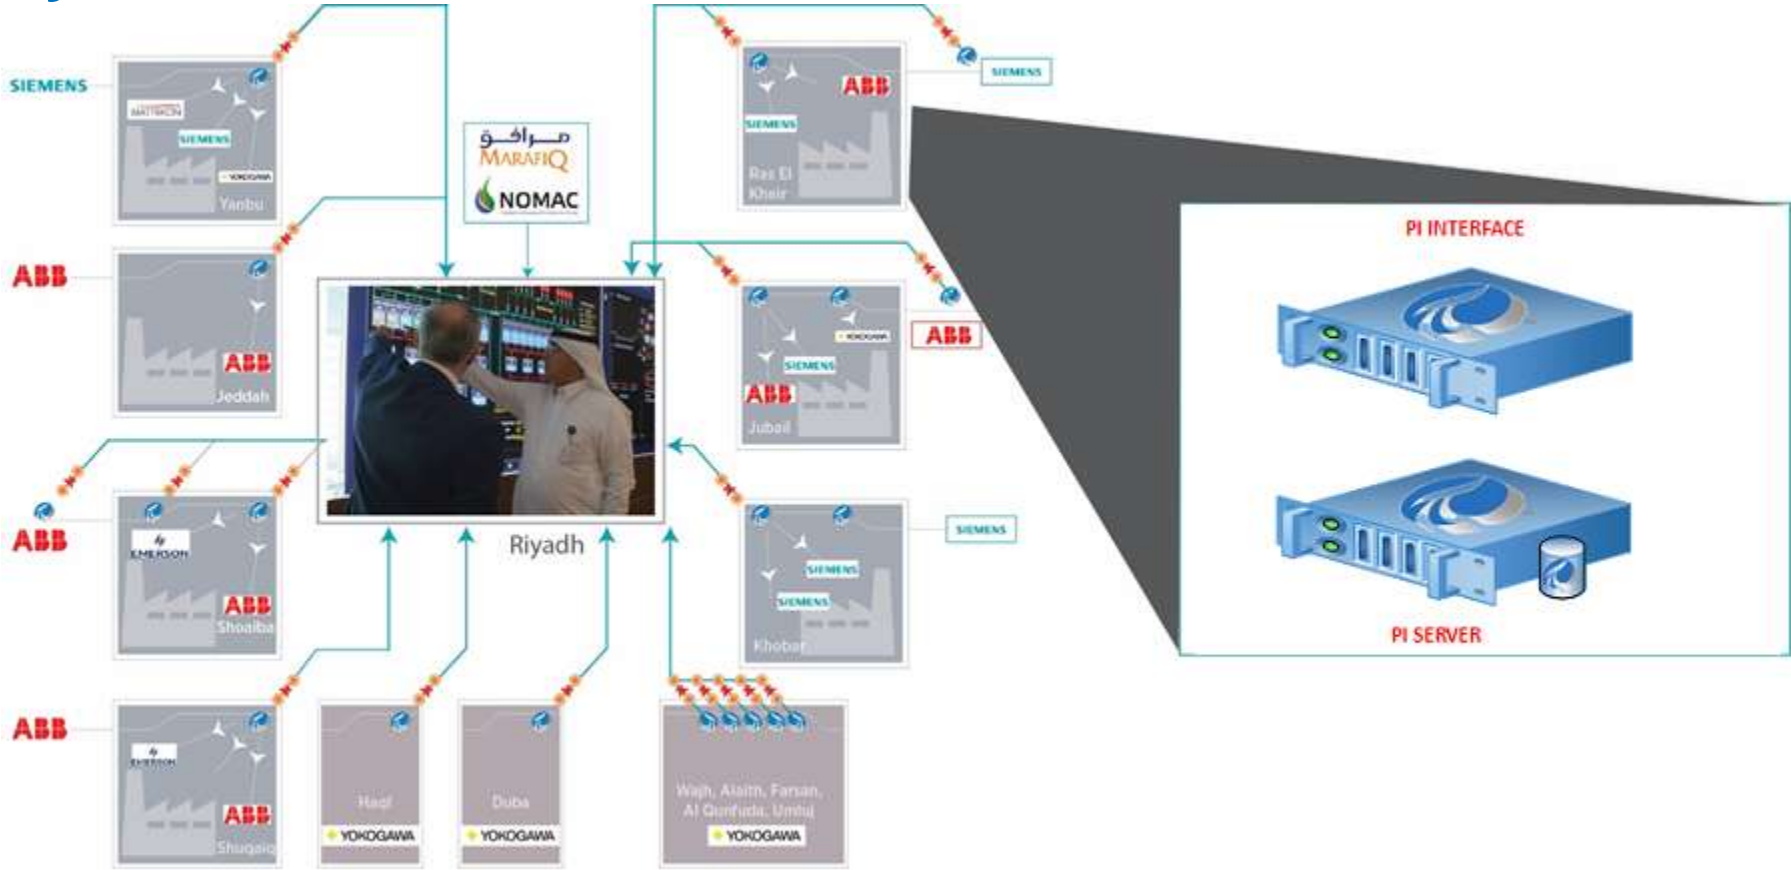 SIEMENS
MATRIKON
SIEMENS
YOKOGAWA
Yanbu
ABB
ABB
Jeddah
ABB
EMERSON
ABB
Shoaiba
ABB
EMERSON
ABB
Shuqaiq
مرافق
MARAFIQ
NOMAC
Riyadh
Haql
YOKOGAWA
Duba
YOKOGAWA
Wajh, Alaith, Farsan,
Al Qunfuda, Umluj
YOKOGAWA
ABB
SIEMENS
Ras El
Kheir
SIEMENS
YOKOGAWA
SIEMENS
ABB
Jubail
ABB
SIEMENS
SIEMENS
Khobar
SIEMENS
PI INTERFACE
PI SERVER